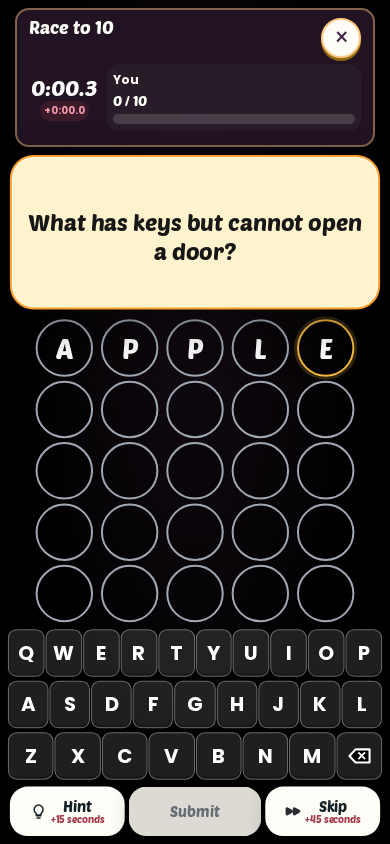 Race to 10
×
0:00.3
+0:00.0
You
0 / 10
What has keys but cannot open
a door?
A P P L E
Q W E R T Y U I O P
A S D F G H J K L
Z X C V B N M
Hint
+15 seconds
Submit
Skip
+45 seconds